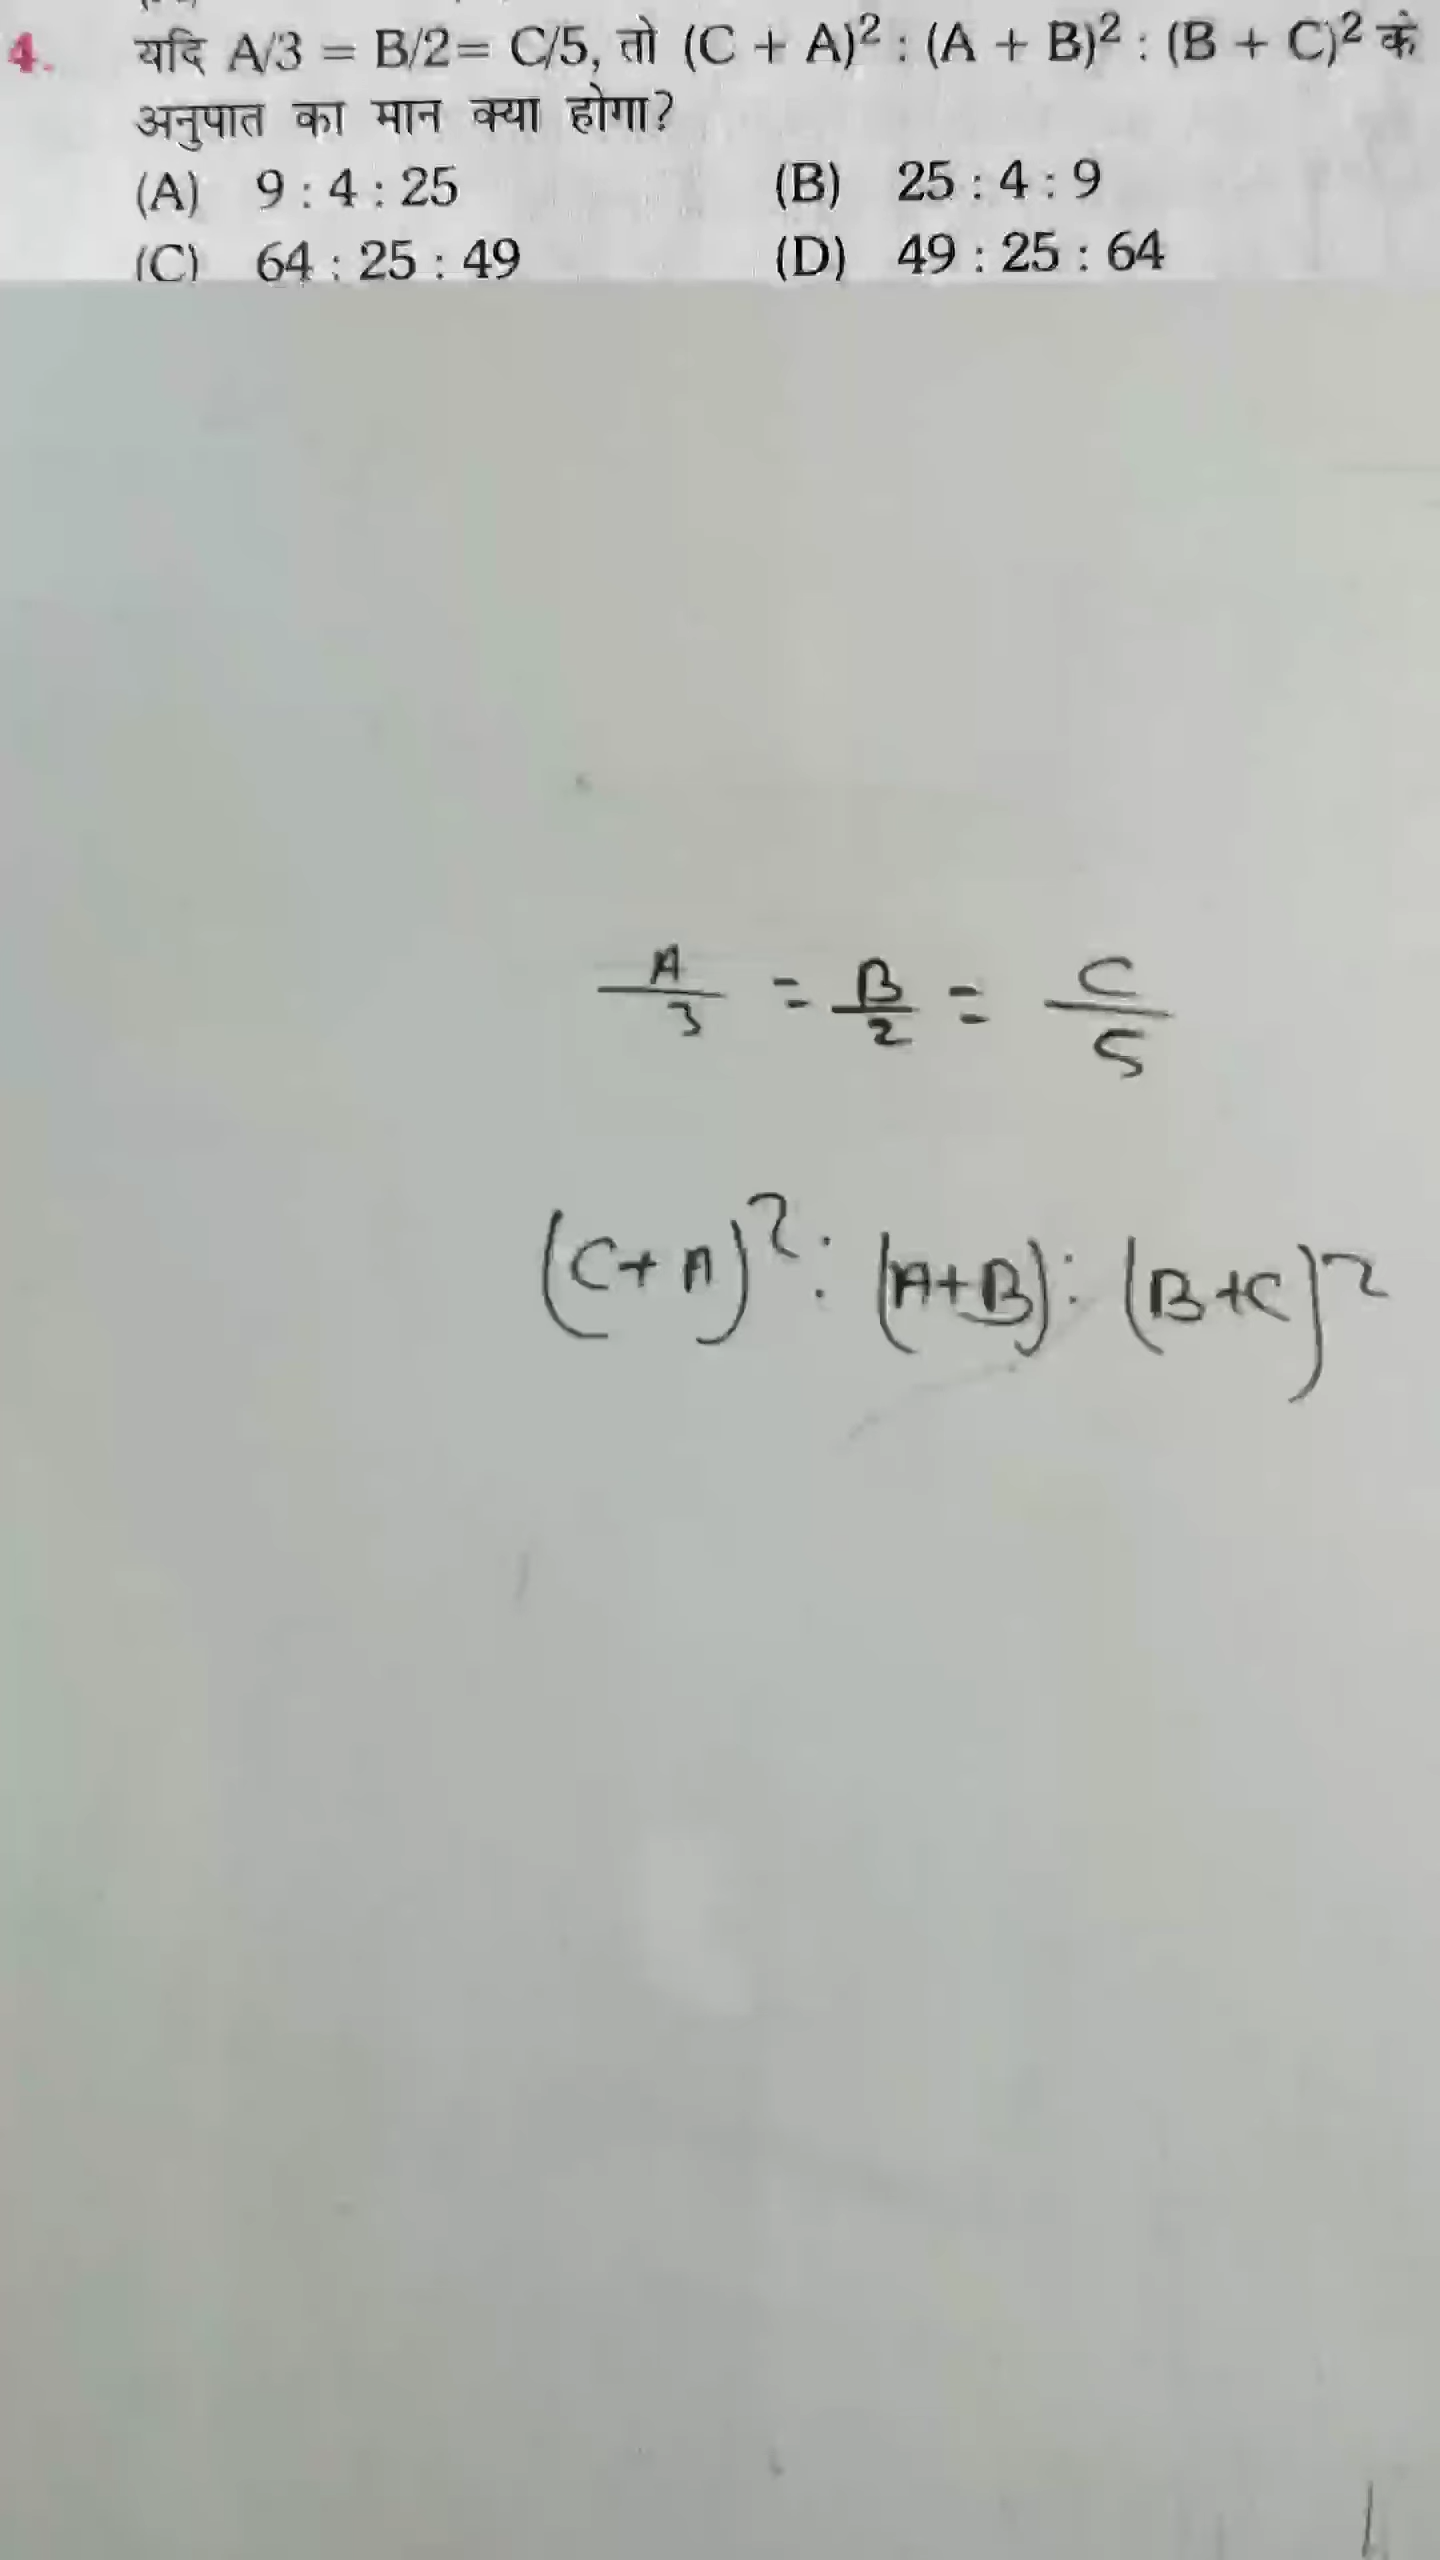 4. यदि A/3 = B/2= C/5, तो (C + A)² : (A + B)² : (B + C)² के
अनुपात का मान क्या होगा?
(A) 9 : 4 : 25 (B) 25 : 4 : 9
(C) 64 : 25 : 49 (D) 49 : 25 : 64
A/3 = B/2 = C/5
(C+A)² : (A+B) : (B+C)²